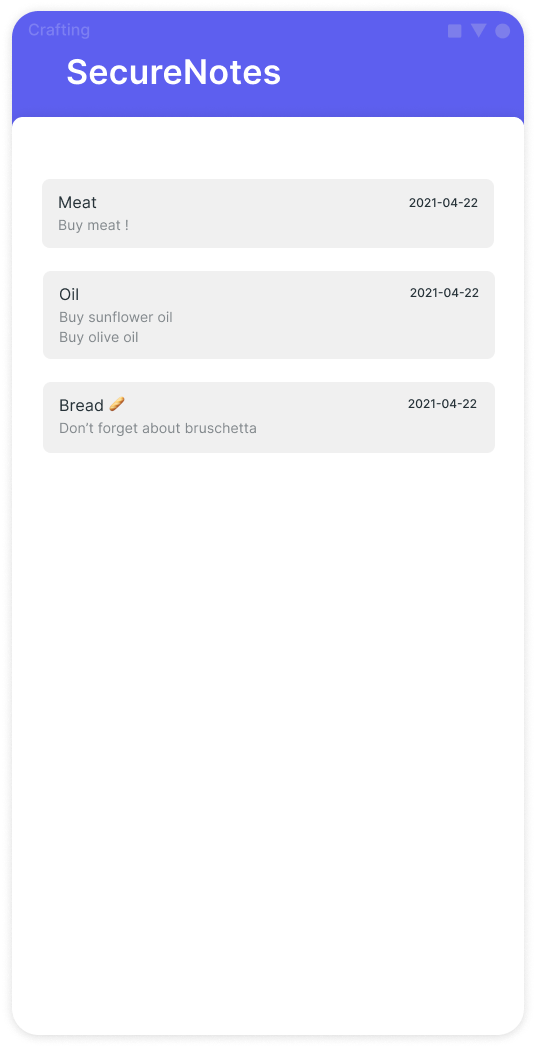 Crafting
SecureNotes
Meat 2021-04-22
Buy meat !
Oil 2021-04-22
Buy sunflower oil
Buy olive oil
Bread 🥖 2021-04-22
Don’t forget about bruschetta